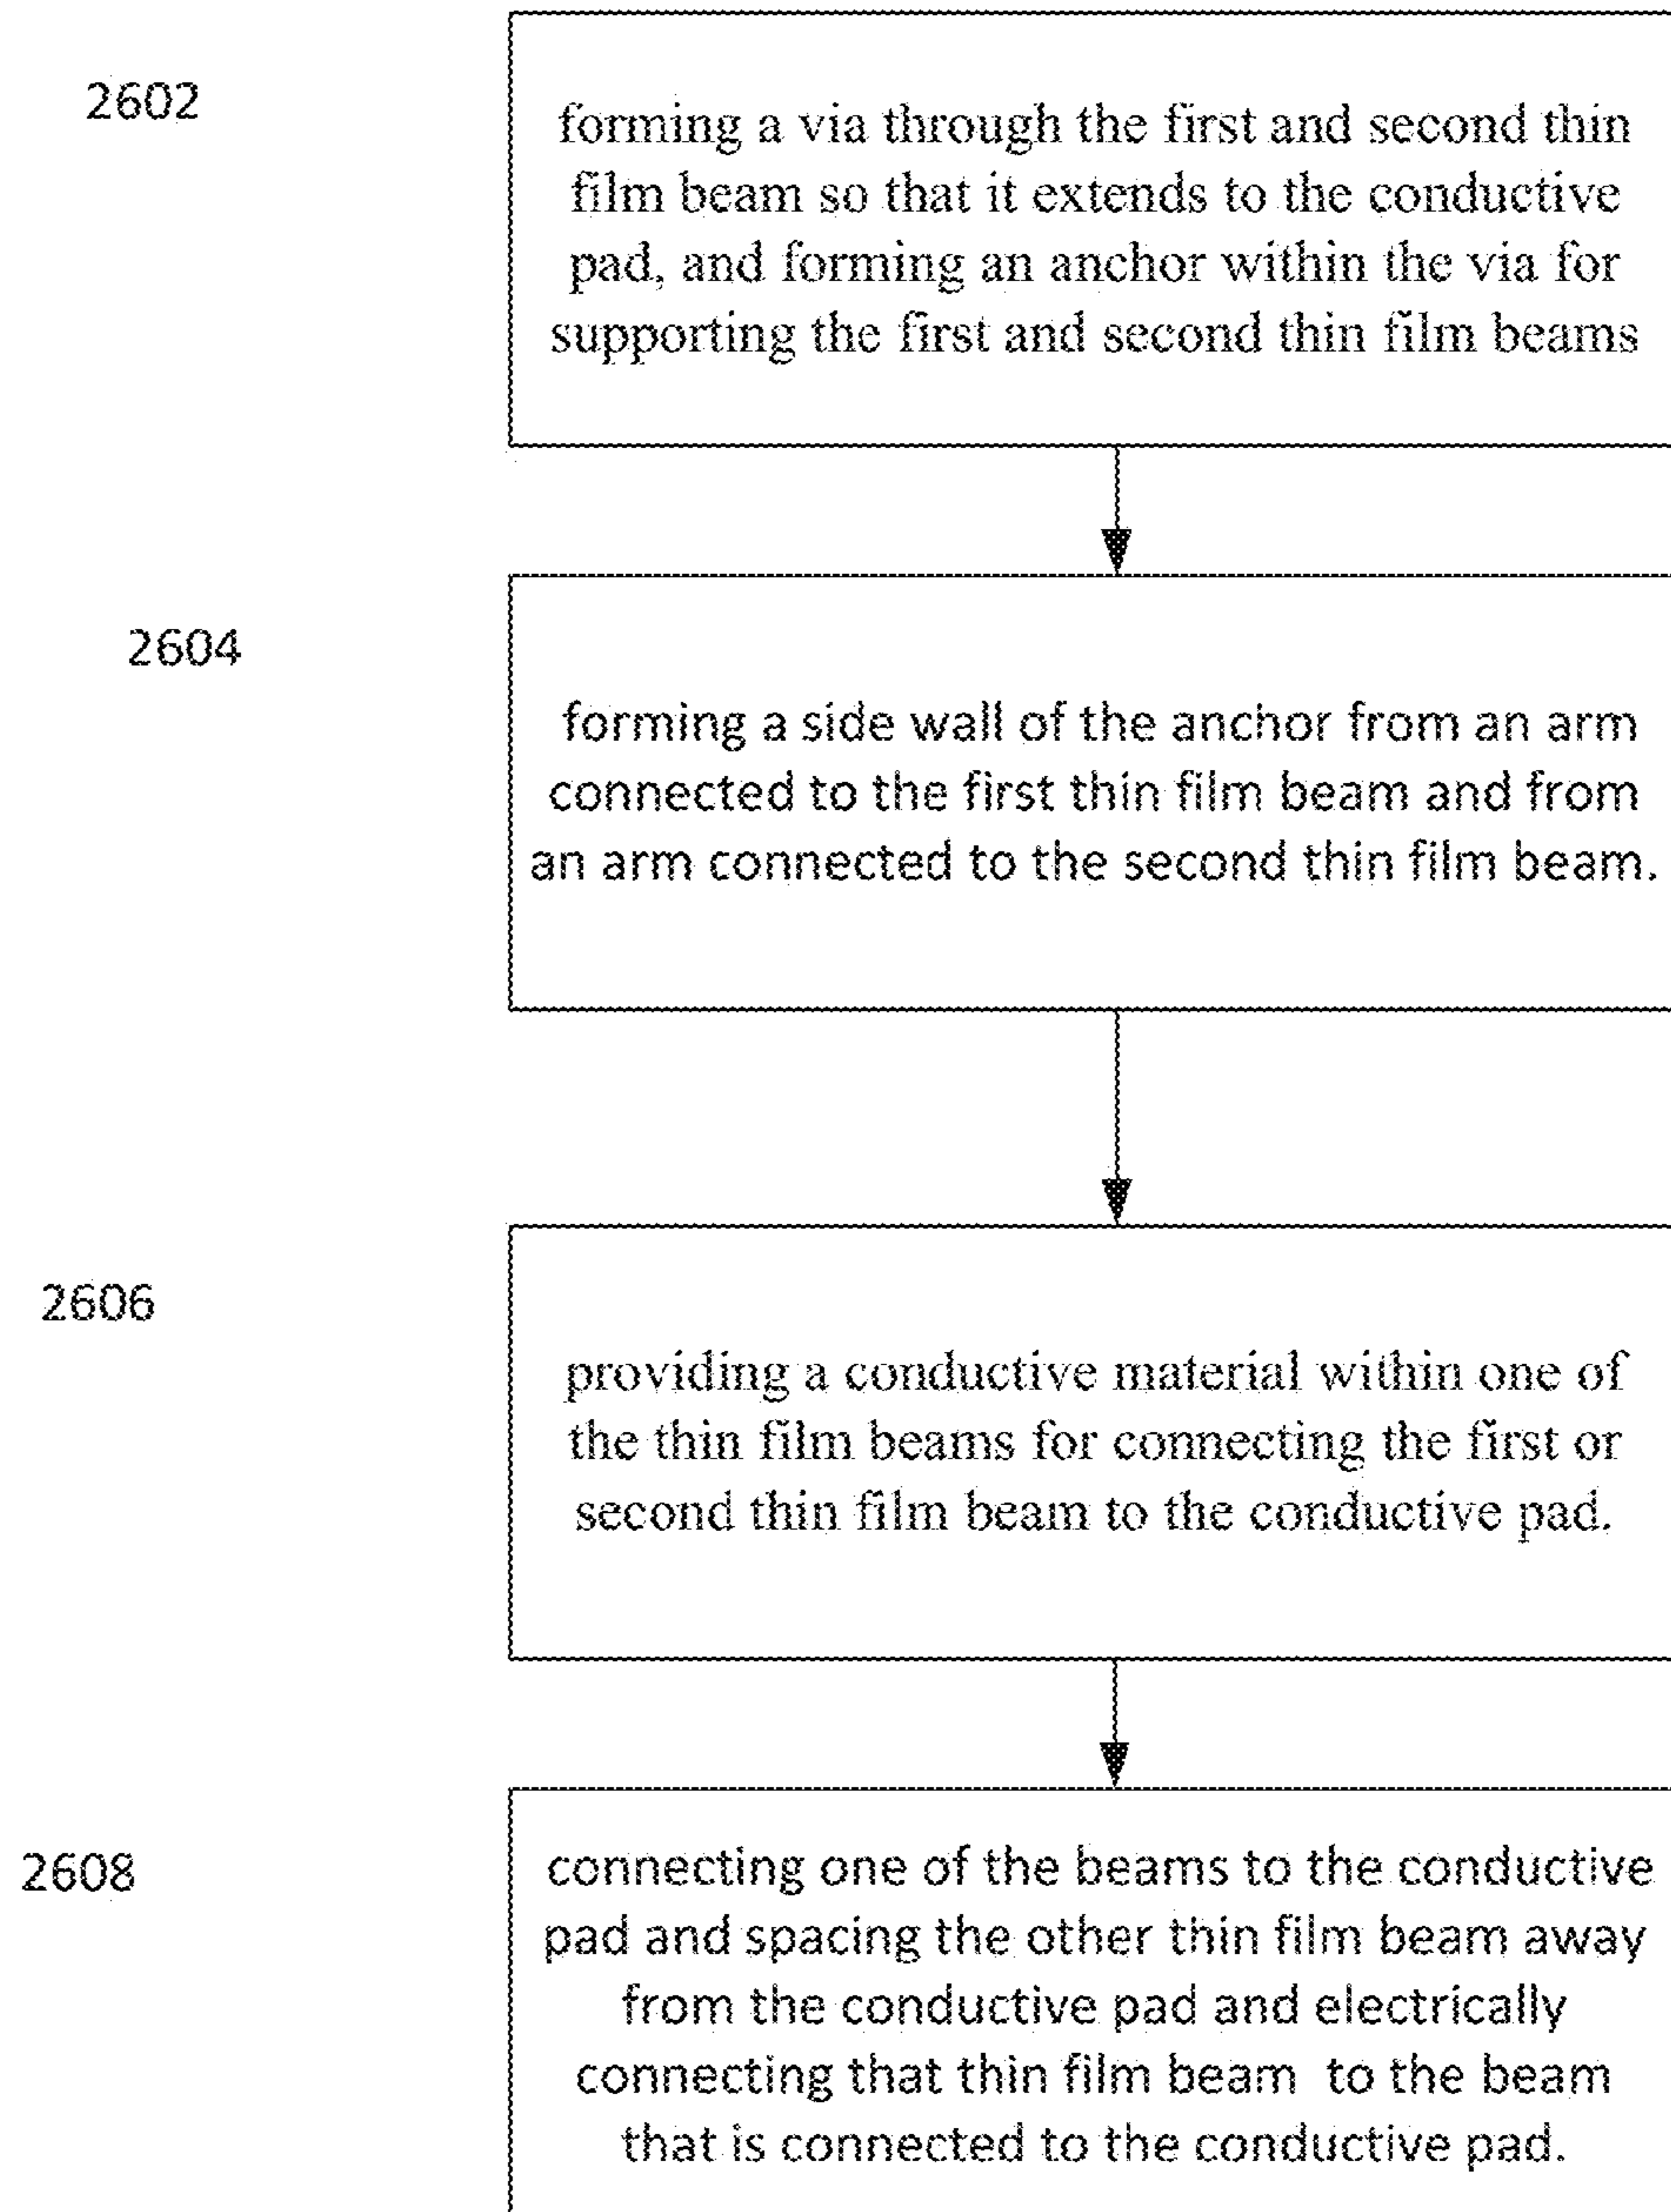 2602
forming a via through the first and second thin
film beam so that it extends to the conductive
pad, and forming an anchor within the via for
supporting the first and second thin film beams
2604
forming a side wall of the anchor from an arm
connected to the first thin film beam and from
an arm connected to the second thin film beam.
2606
providing a conductive material within one of
the thin film beams for connecting the first or
second thin film beam to the conductive pad.
2608
connecting one of the beams to the conductive
pad and spacing the other thin film beam away
from the conductive pad and electrically
connecting that thin film beam to the beam
that is connected to the conductive pad.